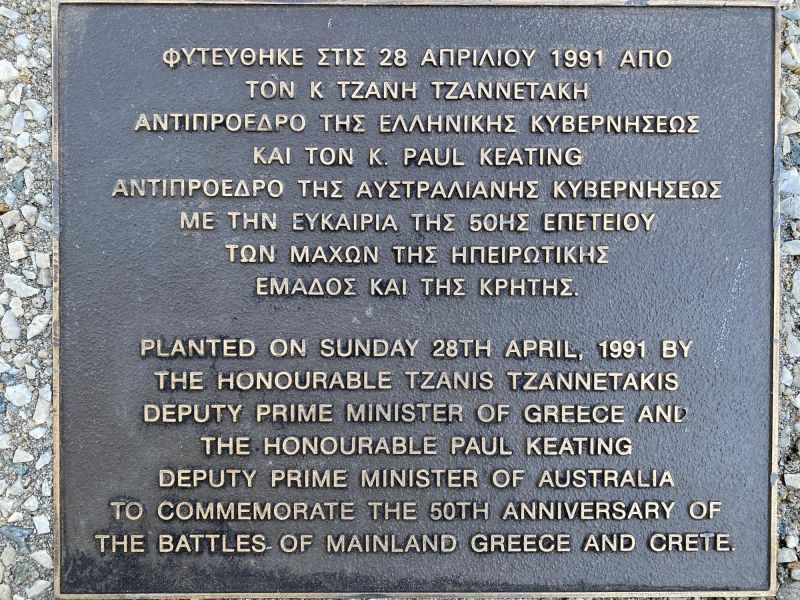 ΦΥΤΕΥΘΗΚΕ ΣΤΙΣ 28 ΑΠΡΙΛΙΟΥ 1991 ΑΠΟ
ΤΟΝ Κ ΤΖΑΝΗ ΤΖΑΝΝΕΤΑΚΗ
ΑΝΤΙΠΡΟΕΔΡΟ ΤΗΣ ΕΛΛΗΝΙΚΗΣ ΚΥΒΕΡΝΗΣΕΩΣ
ΚΑΙ ΤΟΝ Κ. PAUL KEATING
ΑΝΤΙΠΡΟΕΔΡΟ ΤΗΣ ΑΥΣΤΡΑΛΙΑΝΗΣ ΚΥΒΕΡΝΗΣΕΩΣ
ΜΕ ΤΗΝ ΕΥΚΑΙΡΙΑ ΤΗΣ 50ΗΣ ΕΠΕΤΕΙΟΥ
ΤΩΝ ΜΑΧΩΝ ΤΗΣ ΗΠΕΙΡΩΤΙΚΗΣ
ΕΜΑΔΟΣ ΚΑΙ ΤΗΣ ΚΡΗΤΗΣ.
PLANTED ON SUNDAY 28TH APRIL, 1991 BY
THE HONOURABLE TZANIS TZANNETAKIS
DEPUTY PRIME MINISTER OF GREECE AND
THE HONOURABLE PAUL KEATING
DEPUTY PRIME MINISTER OF AUSTRALIA
TO COMMEMORATE THE 50TH ANNIVERSARY OF
THE BATTLES OF MAINLAND GREECE AND CRETE.